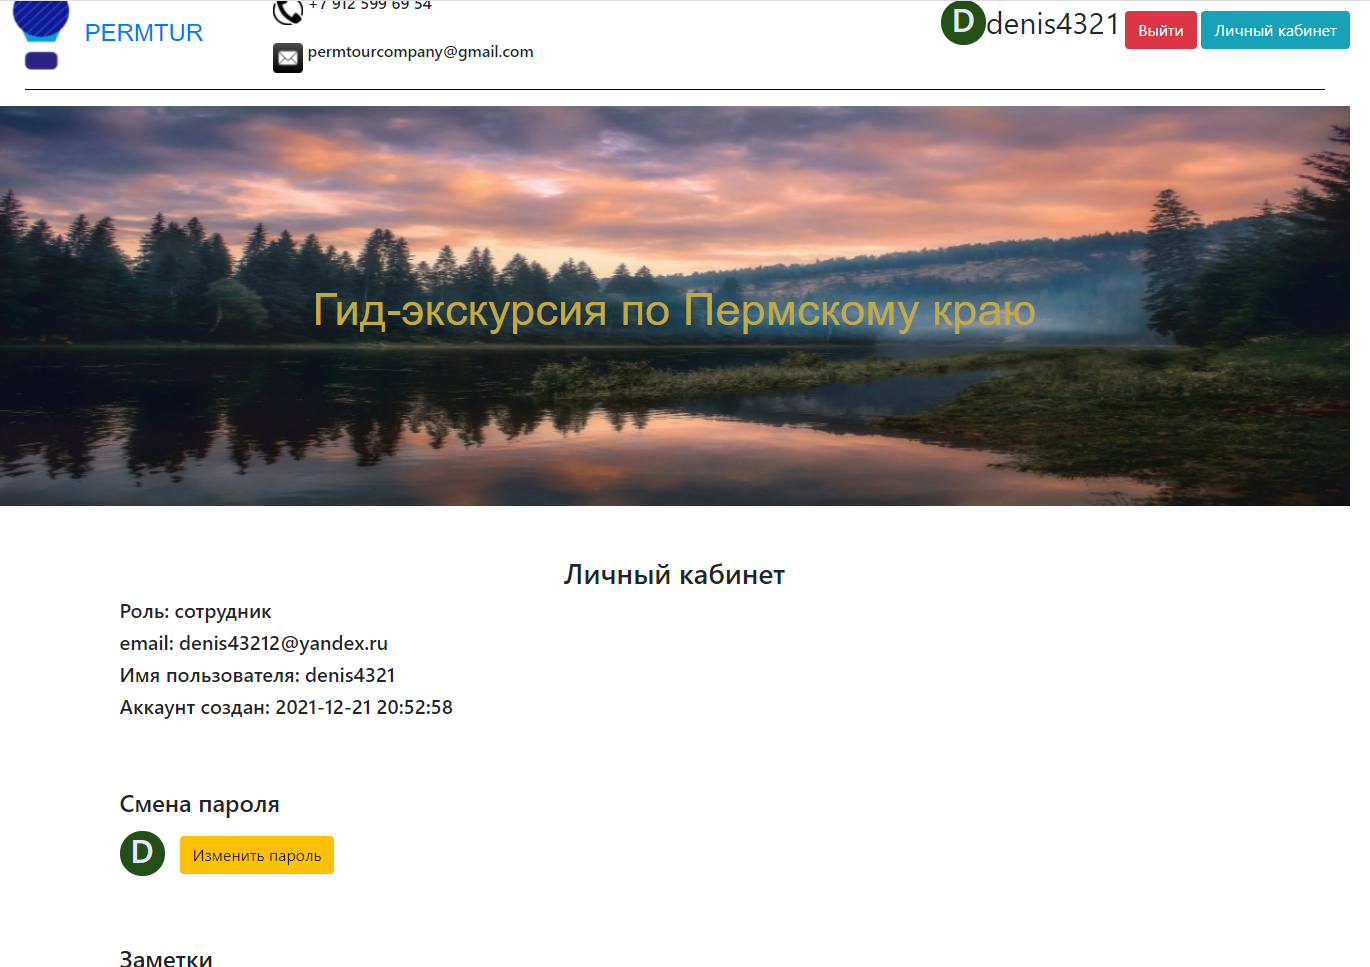 PERMTUR
+7 912 599 69 54
permtourcompany@gmail.com
D denis4321
Выйти
Личный кабинет
Гид-экскурсия по Пермскому краю
Личный кабинет
Роль: сотрудник
email: denis43212@yandex.ru
Имя пользователя: denis4321
Аккаунт создан: 2021-12-21 20:52:58
Смена пароля
D
Изменить пароль
Заметки